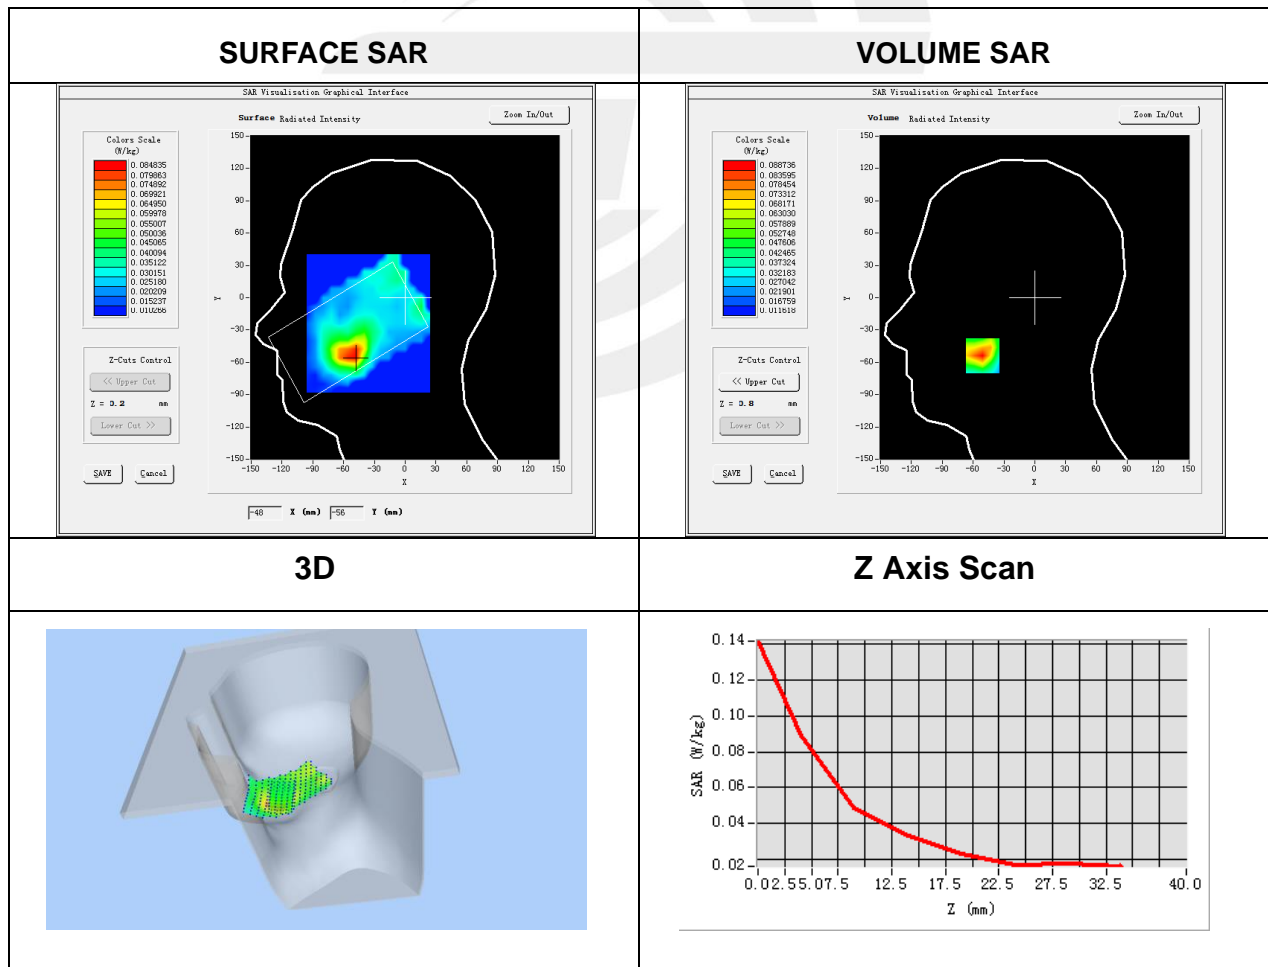 SURFACE SAR
VOLUME SAR
SAR Visualisation Graphical Interface
Surface Radiated Intensity
Zoom In/Out
Colors Scale
(W/kg)
0.084835
0.079863
0.074892
0.069921
0.064950
0.059978
0.055007
0.050036
0.045065
0.040094
0.035122
0.030151
0.025180
0.020209
0.015237
0.010266
150
120
90
60
30
0
-30
-60
-90
-120
-150
Y
-150 -120 -90 -60 -30 0 30 60 90 120 150
X
Z-Cuts Control
<< Upper Cut
Z = 0.2 mm
Lower Cut >>
SAVE Cancel
-48 X (mm) -56 Y (mm)
SAR Visualisation Graphical Interface
Volume Radiated Intensity
Zoom In/Out
Colors Scale
(W/kg)
0.088736
0.083595
0.078454
0.073312
0.068171
0.063030
0.057889
0.052748
0.047606
0.042465
0.037324
0.032183
0.027042
0.021901
0.016759
0.011618
150
120
90
60
30
0
-30
-60
-90
-120
-150
Y
-150 -120 -90 -60 -30 0 30 60 90 120 150
X
Z-Cuts Control
<< Upper Cut
Z = 0.8 mm
Lower Cut >>
SAVE Cancel
3D
Z Axis Scan
0.14
0.12
0.10
0.08
0.06
0.04
0.02
SAR (W/kg)
0.0 2.5 5.0 7.5 12.5 17.5 22.5 27.5 32.5 40.0
Z (mm)